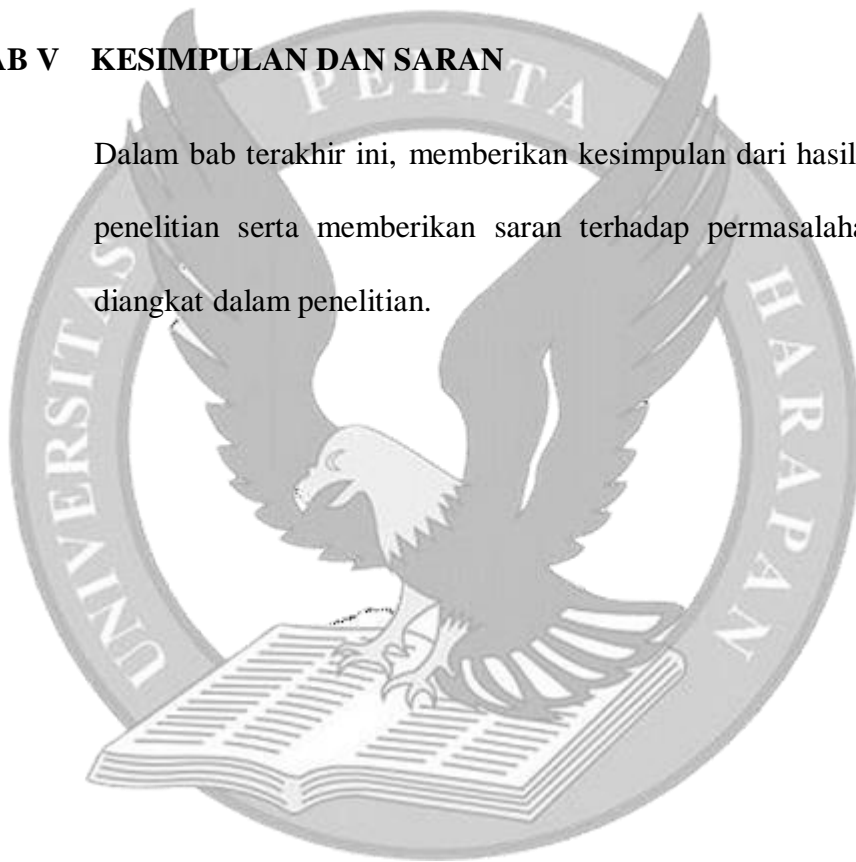 AB V KESIMPULAN DAN SARAN
PELITA
Dalam bab terakhir ini, memberikan kesimpulan dari hasil
penelitian serta memberikan saran terhadap permasalaha
diangkat dalam penelitian.
UNIVERSITAS
HARAPAN